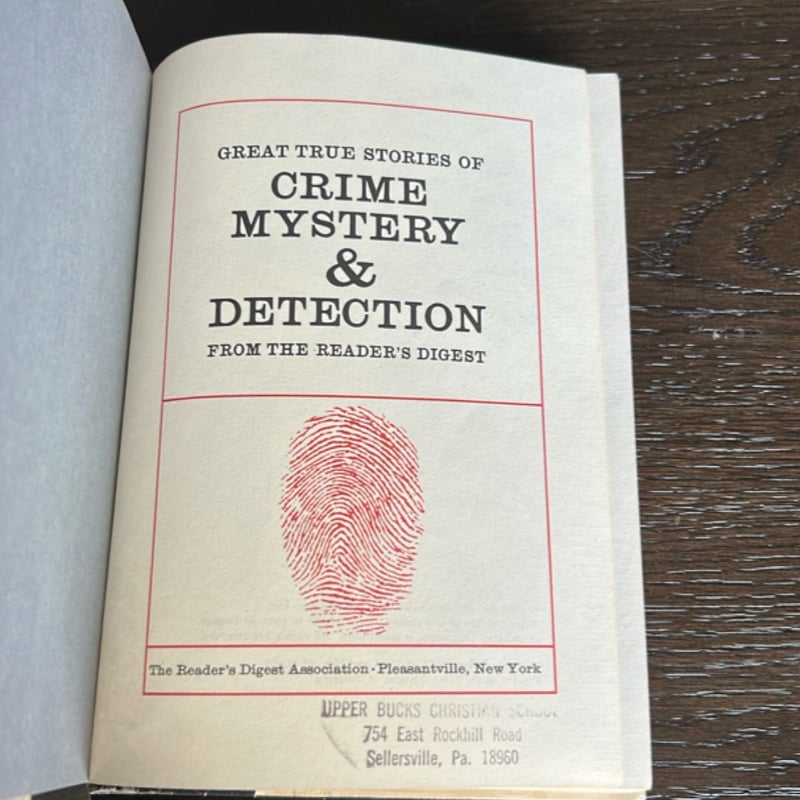 GREAT TRUE STORIES OF
CRIME
MYSTERY
&
DETECTION
FROM THE READER'S DIGEST
The Reader's Digest Association • Pleasantville, New York
UPPER BUCKS CHRISTIAN SCHOOL
754 East Rockhill Road
Sellersville, Pa. 18960